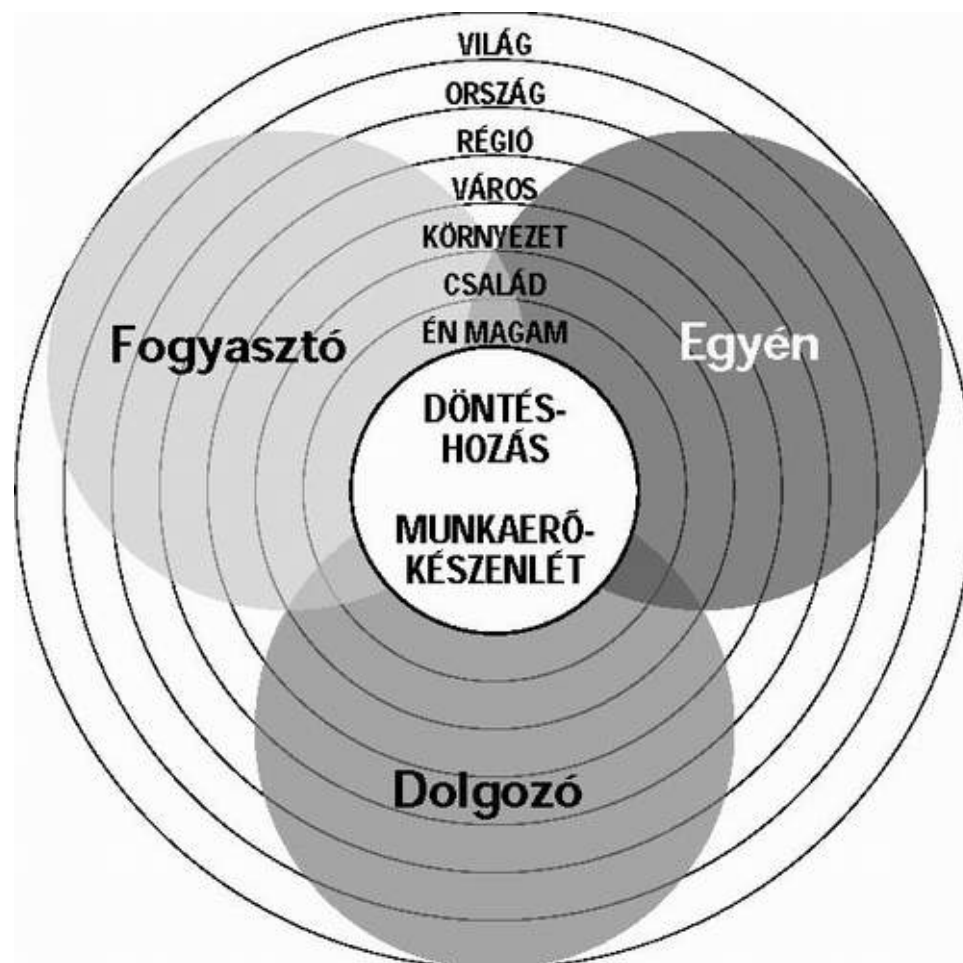 VILÁG
ORSZÁG
RÉGIÓ
VÁROS
KÖRNYEZET
CSALÁD
ÉN MAGAM
Fogyasztó
Egyén
DÖNTÉS-
HOZÁS
MUNKAERŐ-
KÉSZENLÉT
Dolgozó